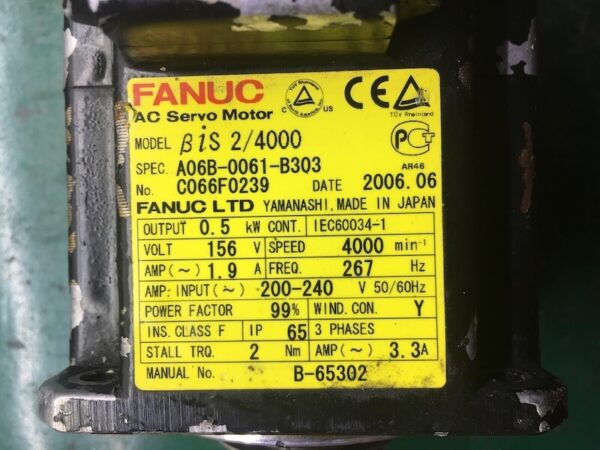 FANUC
AC Servo Motor
C US
CE
TÜV Rheinland
MODEL βiS 2/4000
SPEC. A06B-0061-B303
AR46
No. C066F0239 DATE 2006.06
FANUC LTD YAMANASHI, MADE IN JAPAN
OUTPUT 0.5 kW CONT. IEC60034-1
VOLT 156 V SPEED 4000 min⁻¹
AMP(~) 1.9 A FREQ. 267 Hz
AMP. INPUT(~) 200-240 V 50/60Hz
POWER FACTOR 99% WIND. CON. Y
INS. CLASS F IP 65 3 PHASES
STALL TRQ. 2 Nm AMP(~) 3.3A
MANUAL No. B-65302